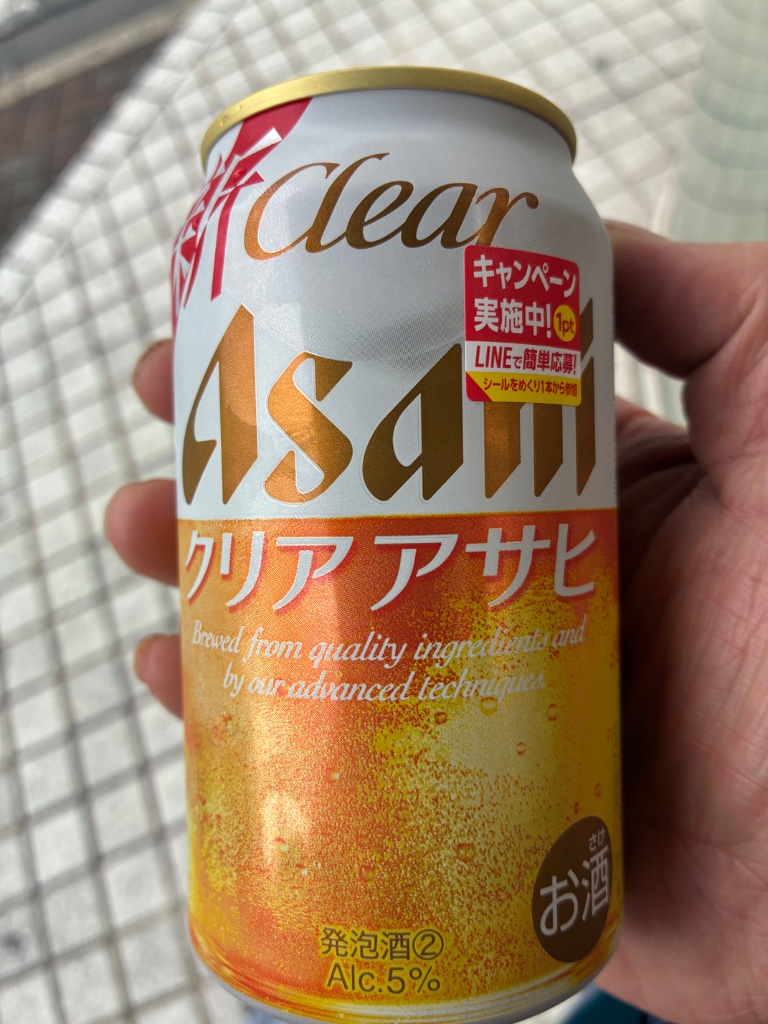 新
Clear
キャンペーン
実施中!
1pt
LINEで簡単応募!
シールをめくり1本から参加
Asahi
クリア アサヒ
Brewed from quality ingredients and
by our advanced techniques.
さけ
お酒
発泡酒②
Alc.5%